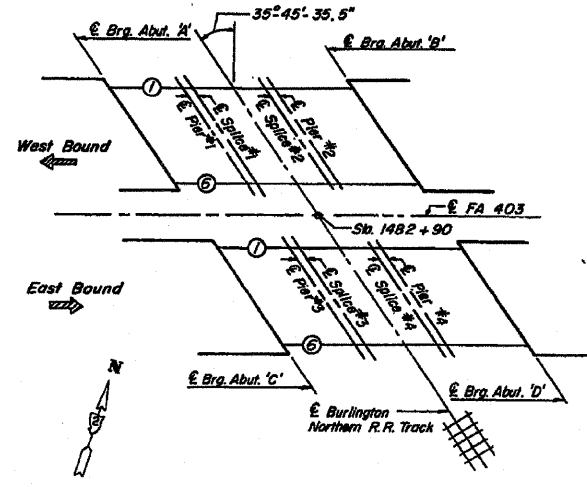 35°-45'-35.5"
℄ Brg. Abut. 'A'
℄ Brg. Abut. 'B'
1
℄ Pier #1
℄ Splice #1
℄ Splice #2
℄ Pier #2
West Bound
6
℄ FA 403
Sta. 1482 + 90
1
℄ Pier #3
℄ Splice #3
℄ Splice #4
℄ Pier #4
East Bound
6
℄ Brg. Abut. 'C'
℄ Brg. Abut. 'D'
N
℄ Burlington
Northern R.R. Track